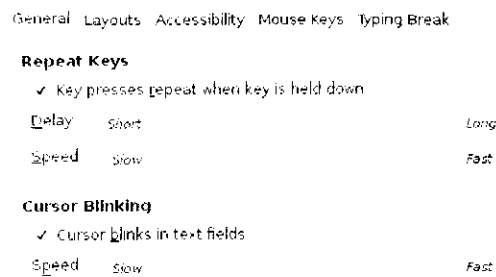 General Layouts Accessibility Mouse Keys Typing Break
Repeat Keys
✓ Key presses repeat when key is held down
Delay Short Long
Speed Slow Fast
Cursor Blinking
✓ Cursor blinks in text fields
Speed Slow Fast